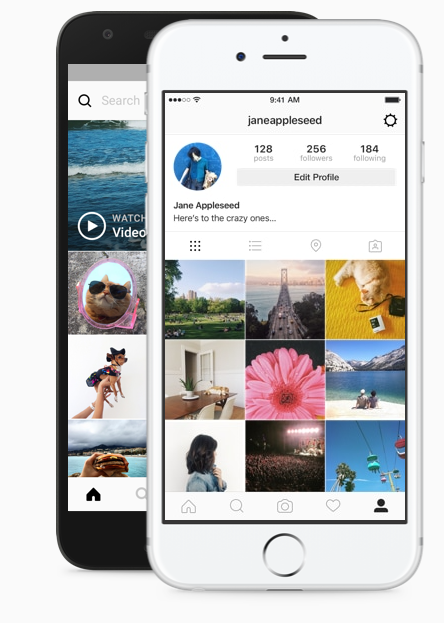 Search
WATCH
Video
9:41 AM
janeappleseed
128
posts
256
followers
184
following
Edit Profile
Jane Appleseed
Here's to the crazy ones...